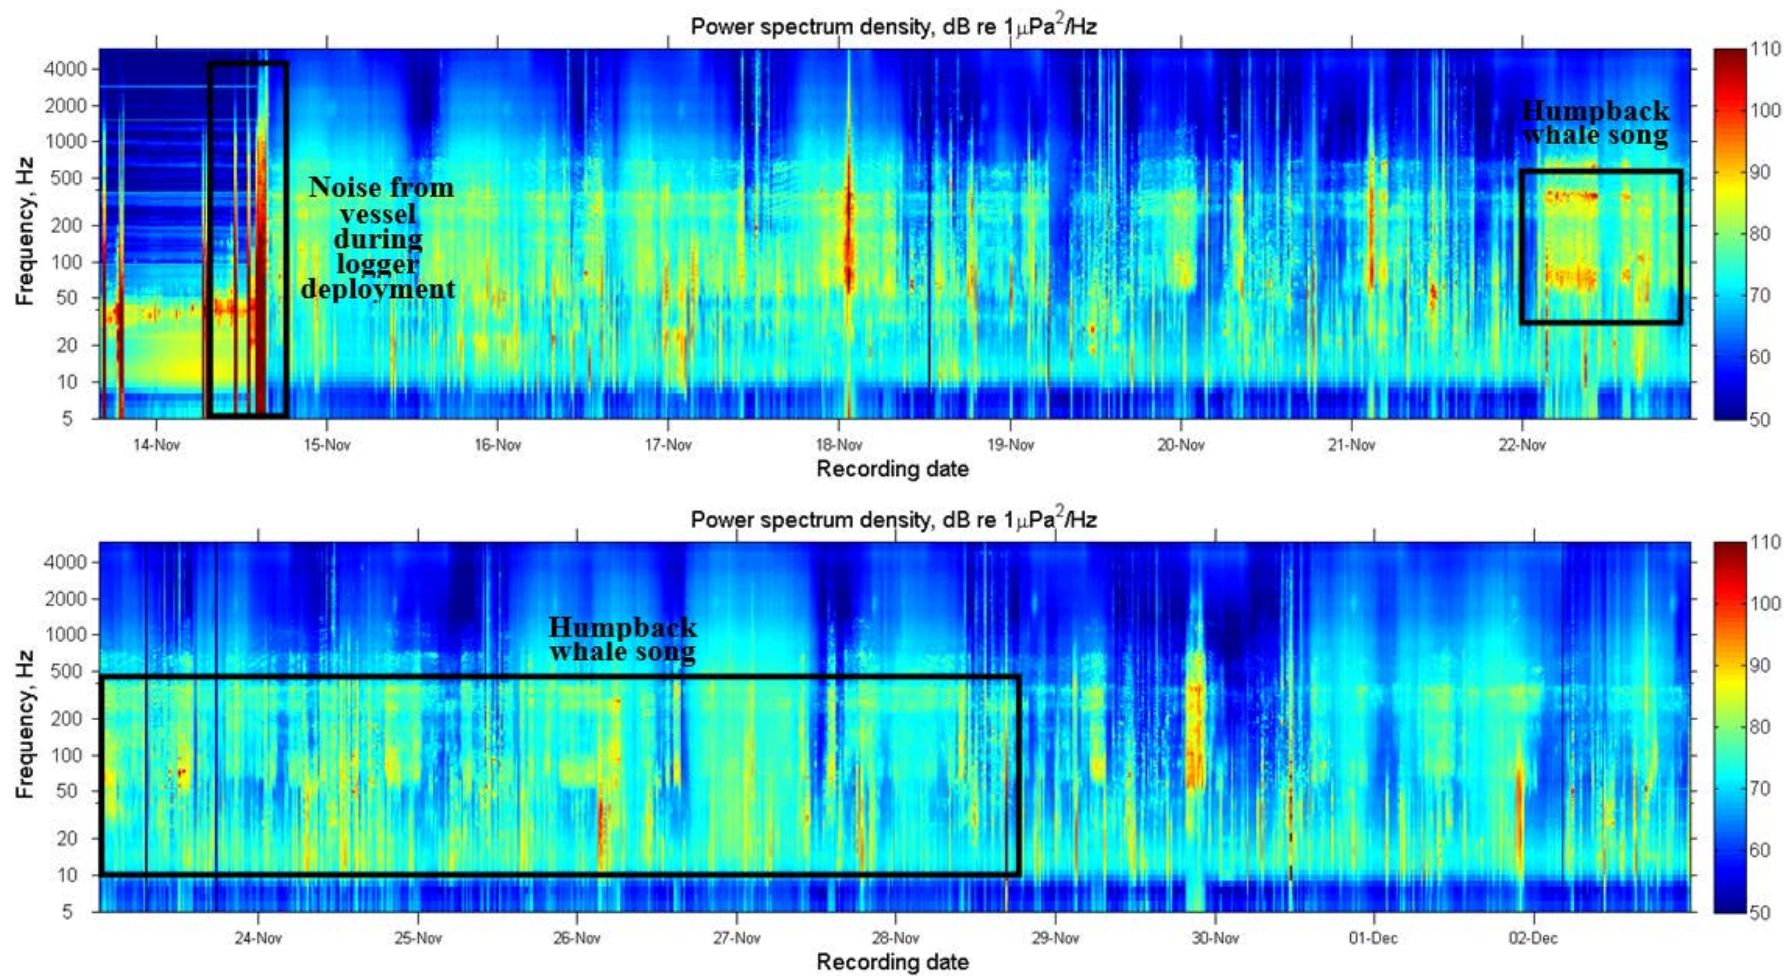 Power spectrum density, dB re 1μPa²/Hz
Frequency, Hz
4000
2000
1000
500
200
100
50
20
10
5
Noise from
vessel
during
logger
deployment
Humpback
whale song
110
100
90
80
70
60
50
14-Nov
15-Nov
16-Nov
17-Nov
18-Nov
19-Nov
20-Nov
21-Nov
22-Nov
Recording date
Power spectrum density, dB re 1μPa²/Hz
Frequency, Hz
4000
2000
1000
500
200
100
50
20
10
5
Humpback
whale song
110
100
90
80
70
60
50
24-Nov
25-Nov
26-Nov
27-Nov
28-Nov
29-Nov
30-Nov
01-Dec
02-Dec
Recording date